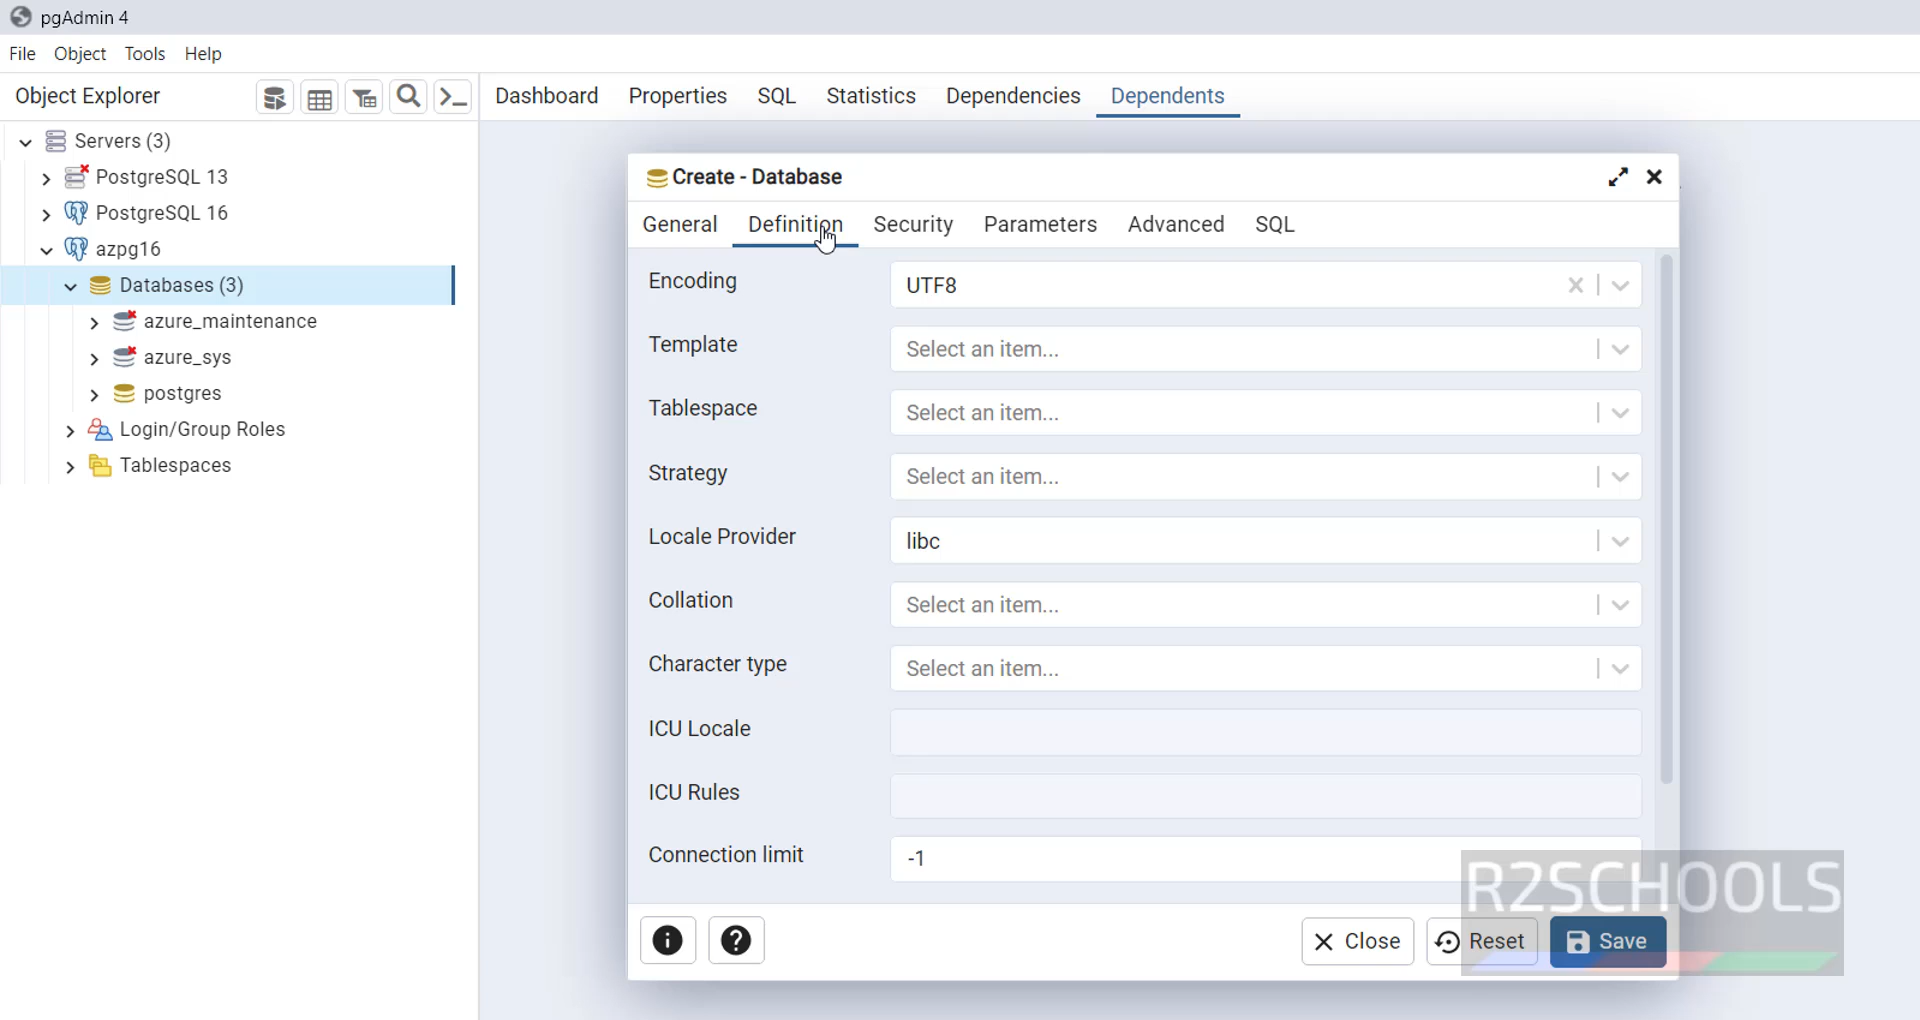 pgAdmin 4
File Object Tools Help
Object Explorer
Dashboard Properties SQL Statistics Dependencies Dependents
Servers (3)
PostgreSQL 13
PostgreSQL 16
azpg16
Databases (3)
azure_maintenance
azure_sys
postgres
Login/Group Roles
Tablespaces
Create - Database
General Definition Security Parameters Advanced SQL
Encoding UTF8
Template Select an item...
Tablespace Select an item...
Strategy Select an item...
Locale Provider libc
Collation Select an item...
Character type Select an item...
ICU Locale
ICU Rules
Connection limit -1
R2SCHOOLS
Close Reset Save